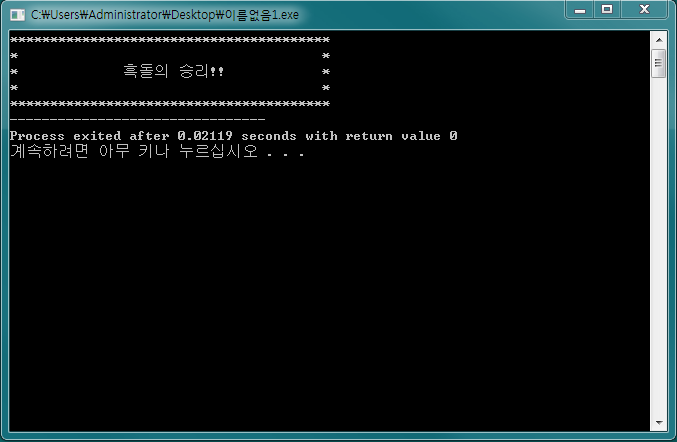 C:₩Users₩Administrator₩Desktop₩이름없음1.exe
****************************************
*                                      *
*             흑돌의 승리!!            *
*                                      *
****************************************
--------------------------------
Process exited after 0.02119 seconds with return value 0
계속하려면 아무 키나 누르십시오 . . .